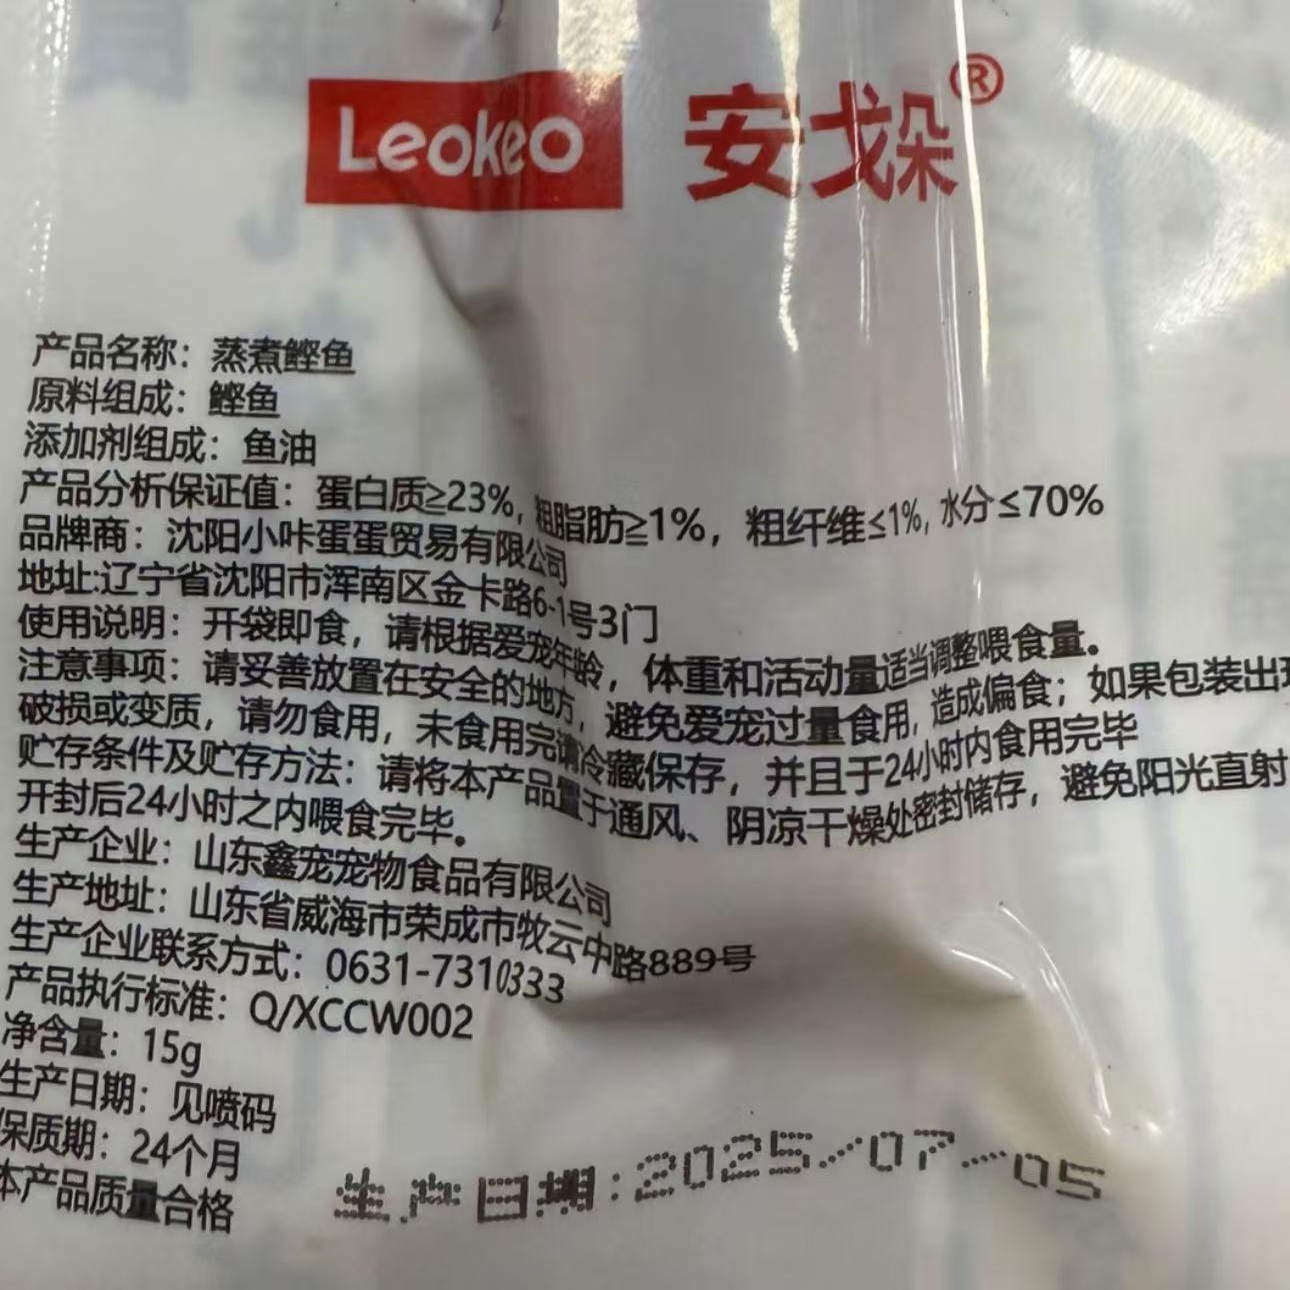 Leokeo 安戈朵®
产品名称：蒸煮鲣鱼
原料组成：鲣鱼
添加剂组成：鱼油
产品分析保证值：蛋白质≥23%, 粗脂肪≧1%，粗纤维≤1%, 水分≤70%
品牌商：沈阳小咔蛋蛋贸易有限公司
地址:辽宁省沈阳市浑南区金卡路6-1号3门
使用说明：开袋即食，请根据爱宠年龄，体重和活动量适当调整喂食量。
注意事项：请妥善放置在安全的地方，避免爱宠过量食用，造成偏食；如果包装出现
破损或变质，请勿食用，未食用完请冷藏保存，并且于24小时内食用完毕
贮存条件及贮存方法：请将本产品置于通风、阴凉干燥处密封储存，避免阳光直射
开封后24小时之内喂食完毕。
生产企业：山东鑫宠宠物食品有限公司
生产地址：山东省威海市荣成市牧云中路889号
生产企业联系方式：0631-7310333
产品执行标准：Q/XCCW002
净含量：15g
生产日期：见喷码
保质期：24个月
本产品质量合格
生产日期:2025/07/05